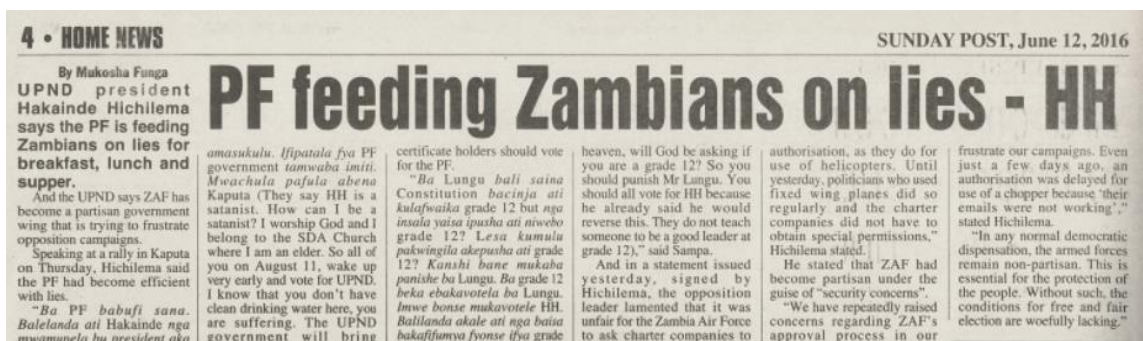 4 • HOME NEWS
SUNDAY POST, June 12, 2016
PF feeding Zambians on lies - HH
By Mukosha Funga
UPND president
Hakainde Hichilema
says the PF is feeding
Zambians on lies for
breakfast, lunch and
supper.
And the UPND says ZAF has
become a partisan government
wing that is trying to frustrate
opposition campaigns.
Speaking at a rally in Kaputa
on Thursday, Hichilema said
the PF had become efficient
with lies.
"Ba PF bafuti sana.
Balelanda ati Hakainde nga
mwamupela bu president aka
amasukulu. Ifipatala fya PF
government tamwaba imiti.
Mwachula pafula abena
Kaputa (They say HH is a
satanist. How can I be a
satanist? I worship God and I
belong to the SDA Church
where I am an elder. So all of
you on August 11, wake up
very early and vote for UPND.
I know that you don't have
clean drinking water here, you
are suffering. The UPND
government will bring
certificate holders should vote
for the PF.
"Ba Lungu bali saina
Constitution bacinja ati
kulafwaika grade 12 but nga
insala yaisa ipusha ati niwebo
grade 12? Lesa kumulu
pakwingila akepusha ati grade
12? Kanshi bane mukaba
panishe ba Lungu. Ba grade 12
beka ebakavotela ba Lungu.
Imwe bonse mukavotele HH.
Balilanda akale ati nga baisa
bakafifumya fyonse ifya grade
heaven, will God be asking if
you are a grade 12? So you
should punish Mr Lungu. You
should all vote for HH because
he already said he would
reverse this. They do not teach
someone to be a good leader at
grade 12)," said Sampa.
And in a statement issued
yesterday, signed by
Hichilema, the opposition
leader lamented that it was
unfair for the Zambia Air Force
to ask charter companies to
authorisation, as they do for
use of helicopters. Until
yesterday, politicians who used
fixed wing planes did so
regularly and the charter
companies did not have to
obtain special permissions,"
Hichilema stated.
He stated that ZAF had
become partisan under the
guise of "security concerns".
"We have repeatedly raised
concerns regarding ZAF's
approval process in our
frustrate our campaigns. Even
just a few days ago, an
authorisation was delayed for
use of a chopper because 'their
emails were not working',"
stated Hichilema.
"In any normal democratic
dispensation, the armed forces
remain non-partisan. This is
essential for the protection of
the people. Without such, the
conditions for free and fair
election are woefully lacking."